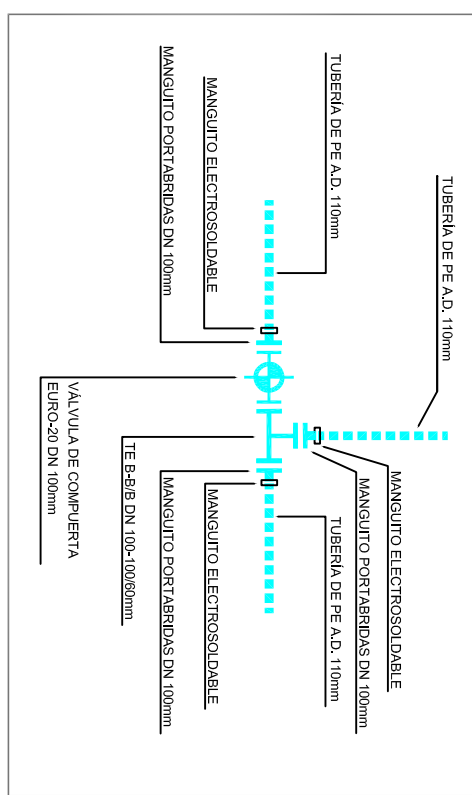 TUBERÍA DE PE A.D. 110mm
TUBERÍA DE PE A.D. 110mm
MANGUITO ELECTROSOLDABLE
MANGUITO PORTABRIDAS DN 100mm
MANGUITO ELECTROSOLDABLE
MANGUITO PORTABRIDAS DN 100mm
TUBERÍA DE PE A.D. 110mm
MANGUITO ELECTROSOLDABLE
MANGUITO PORTABRIDAS DN 100mm
VÁLVULA DE COMPUERTA
EURO-20 DN 100mm
TE B-B/B DN 100-100/60mm